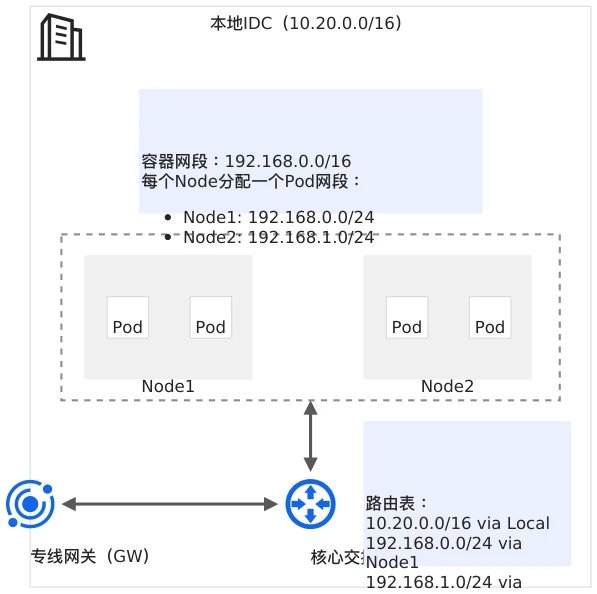 本地IDC（10.20.0.0/16）
容器网段：192.168.0.0/16
每个Node分配一个Pod网段：
• Node1: 192.168.0.0/24
• Node2: 192.168.1.0/24
Pod Pod Pod Pod
Node1 Node2
路由表：
10.20.0.0/16 via Local
192.168.0.0/24 via
Node1
192.168.1.0/24 via
专线网关（GW） 核心交